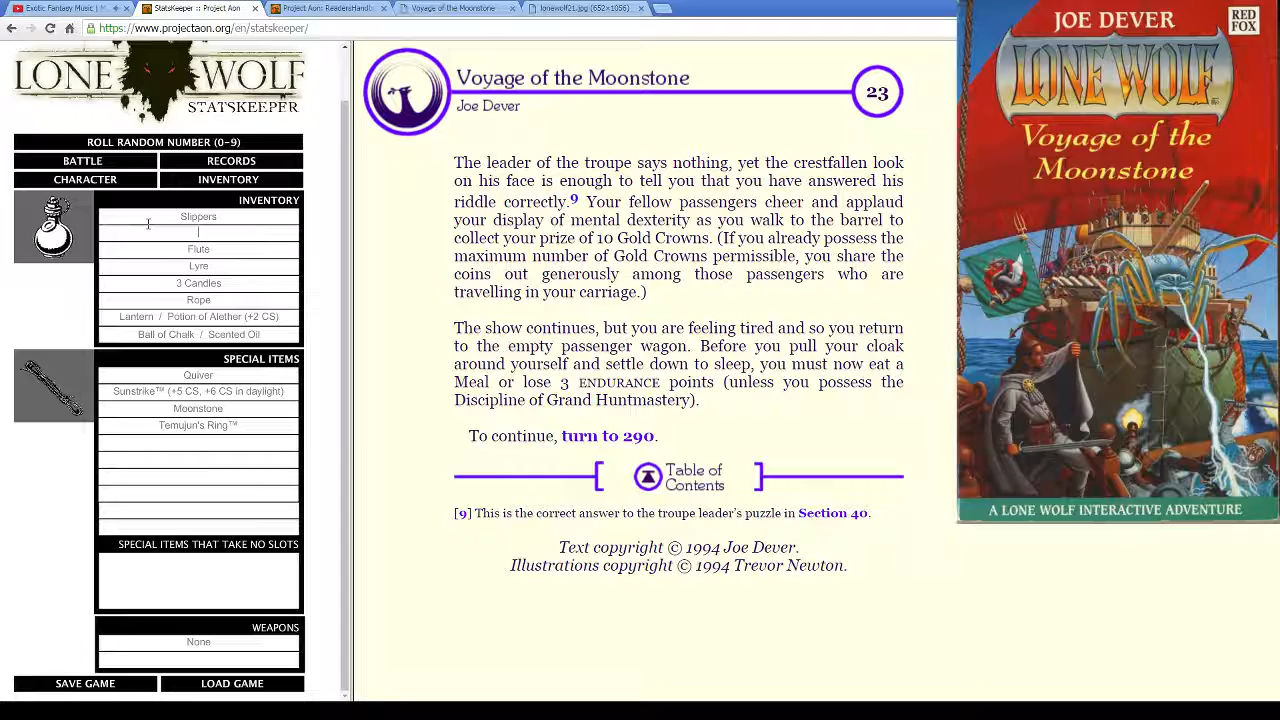 Exotic Fantasy Music | M
StatsKeeper :: Project Aon
Project Aon: ReadersHandb
Voyage of the Moonstone
lonewolf21.jpg (652×1056)
https://www.projectaon.org/en/statskeeper/
LONE WOLF
STATSKEEPER
ROLL RANDOM NUMBER (0-9)
BATTLE
RECORDS
CHARACTER
INVENTORY
INVENTORY
Slippers
Flute
Lyre
3 Candles
Rope
Lantern / Potion of Alether (+2 CS)
Ball of Chalk / Scented Oil
SPECIAL ITEMS
Quiver
Sunstrike™ (+5 CS, +6 CS in daylight)
Moonstone
Temujun's Ring™
SPECIAL ITEMS THAT TAKE NO SLOTS
WEAPONS
None
SAVE GAME
LOAD GAME
Voyage of the Moonstone
Joe Dever
23
The leader of the troupe says nothing, yet the crestfallen look
on his face is enough to tell you that you have answered his
riddle correctly.9 Your fellow passengers cheer and applaud
your display of mental dexterity as you walk to the barrel to
collect your prize of 10 Gold Crowns. (If you already possess the
maximum number of Gold Crowns permissible, you share the
coins out generously among those passengers who are
travelling in your carriage.)
The show continues, but you are feeling tired and so you return
to the empty passenger wagon. Before you pull your cloak
around yourself and settle down to sleep, you must now eat a
Meal or lose 3 ENDURANCE points (unless you possess the
Discipline of Grand Huntmastery).
To continue, turn to 290.
Table of
Contents
[9] This is the correct answer to the troupe leader's puzzle in Section 40.
Text copyright © 1994 Joe Dever.
Illustrations copyright © 1994 Trevor Newton.
JOE DEVER
RED
FOX
LONE WOLF
Voyage of the
Moonstone
A LONE WOLF INTERACTIVE ADVENTURE